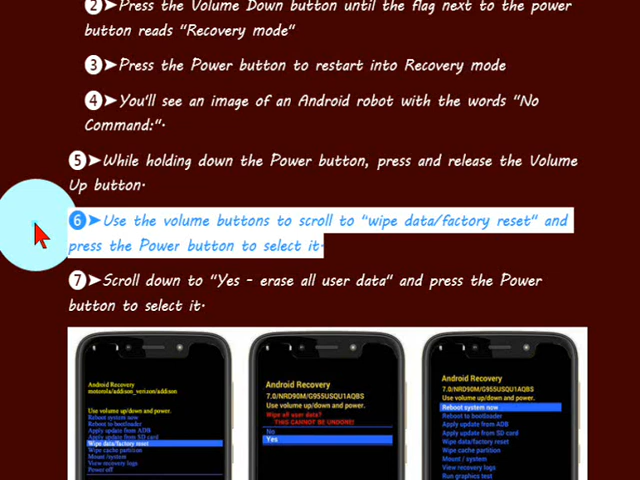 ❷➤Press the Volume Down button until the flag next to the power
button reads "Recovery mode"
❸➤Press the Power button to restart into Recovery mode
❹➤You'll see an image of an Android robot with the words "No
Command:".
❺➤While holding down the Power button, press and release the Volume
Up button.
❻➤Use the volume buttons to scroll to "wipe data/factory reset" and
press the Power button to select it.
❼➤Scroll down to "Yes - erase all user data" and press the Power
button to select it.
Android Recovery
motorola/addison_verizon/addison
Use volume up/down and power.
Reboot system now
Reboot to bootloader
Apply update from ADB
Apply update from SD card
Wipe data/factory reset
Wipe cache partition
Mount /system
View recovery logs
Power off
Android Recovery
7.0/NRD90M/G955USQU1AQBS
Use volume up/down and power.
Wipe all user data?
THIS CANNOT BE UNDONE!
No
Yes
Android Recovery
7.0/NRD90M/G955USQU1AQBS
Use volume up/down and power.
Reboot system now
Reboot to bootloader
Apply update from ADB
Apply update from SD card
Wipe data/factory reset
Wipe cache partition
Mount / system
View recovery logs
Run graphics test